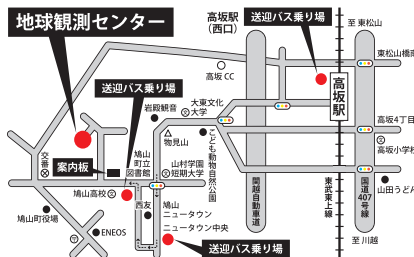 地球観測センター
高坂駅
(西口)
送迎バス乗り場
至 東松山
東松山橋南
高坂 CC
高坂駅
送迎バス乗り場
大東文化
大学
岩殿観音
物見山
こども動物自然公園
高坂4丁目
高坂小学校
交番
案内板
鳩山
町立
図書館
山村学園
短期大学
鳩山高校
関越自動車道
東武東上線
国道
407
号線
山田うどん
鳩山町役場
西友
鳩山
ニュータウン
ニュータウン中央
ENEOS
送迎バス乗り場
至 川越